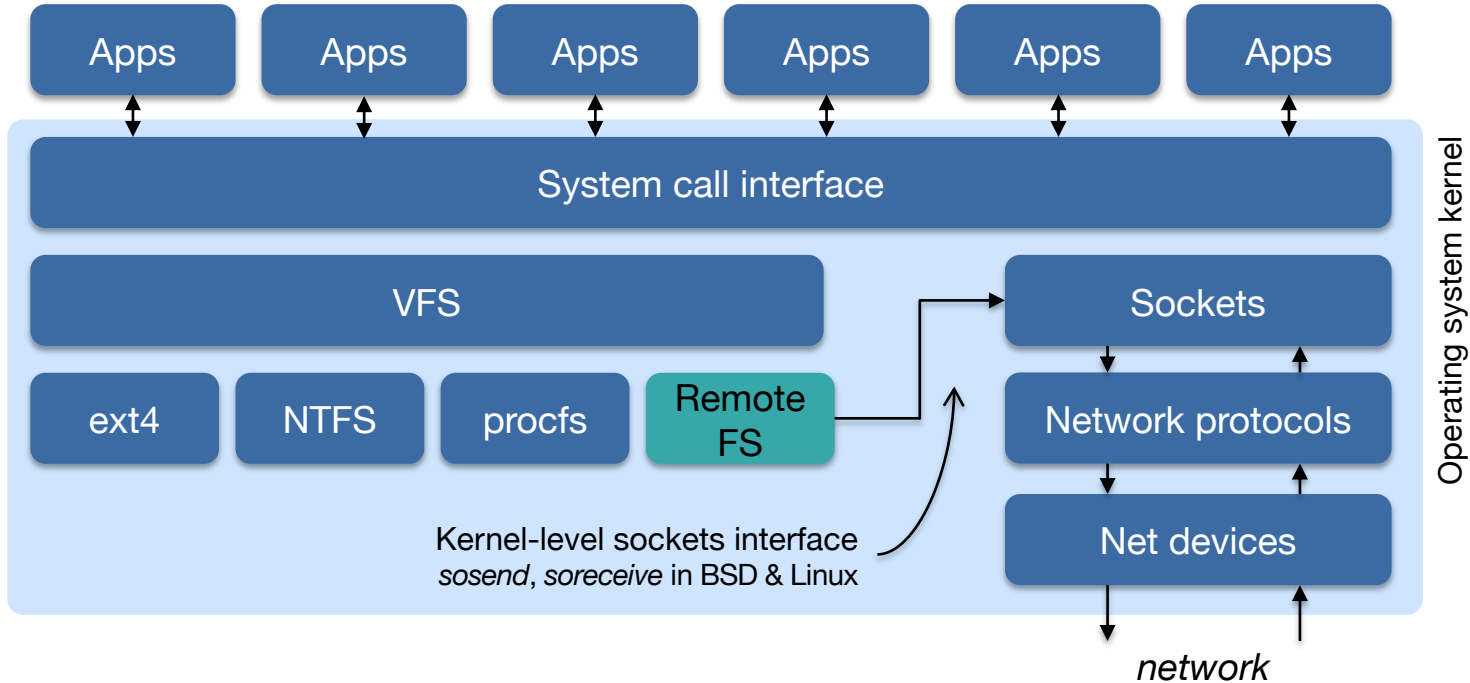 Apps
Apps
Apps
Apps
Apps
Apps
System call interface
VFS
Sockets
ext4
NTFS
procfs
Remote
FS
Network protocols
Kernel-level sockets interface
sosend, soreceive in BSD & Linux
Net devices
network
Operating system kernel